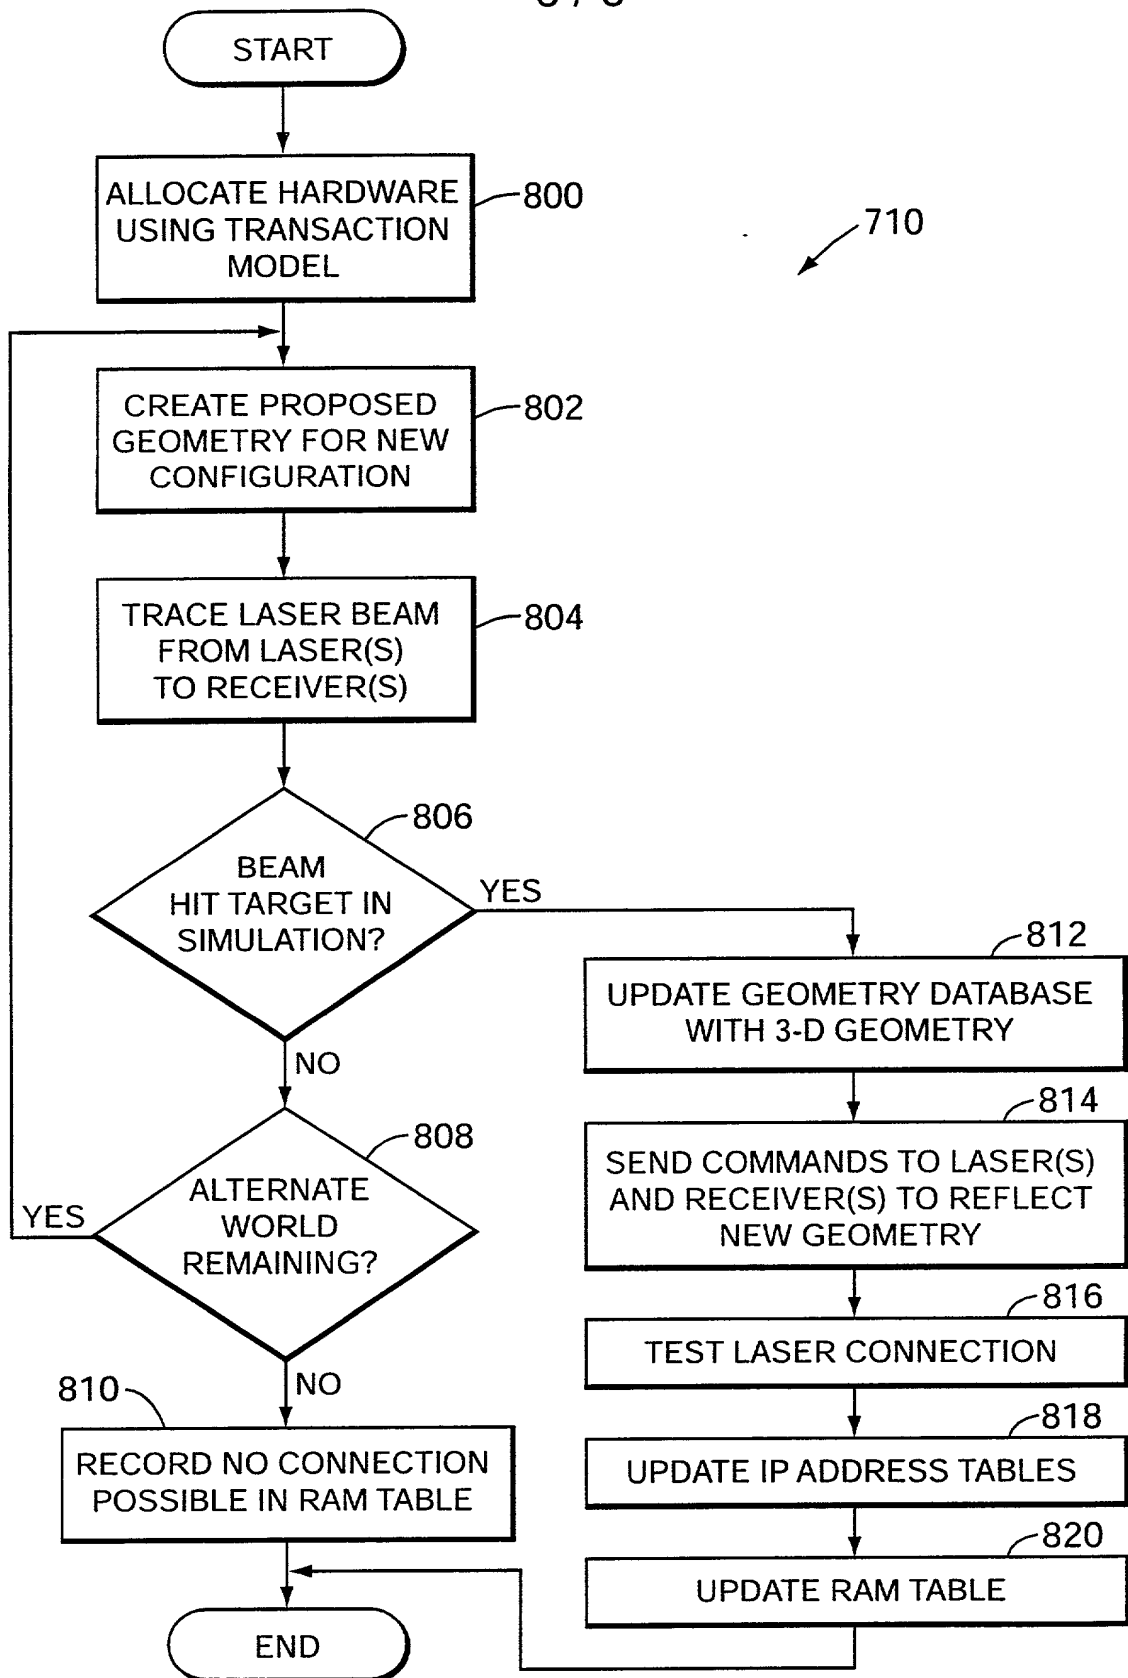 START
ALLOCATE HARDWARE
USING TRANSACTION
MODEL
800
710
CREATE PROPOSED
GEOMETRY FOR NEW
CONFIGURATION
802
TRACE LASER BEAM
FROM LASER(S)
TO RECEIVER(S)
804
806
BEAM
HIT TARGET IN
SIMULATION?
YES
NO
808
ALTERNATE
WORLD
REMAINING?
YES
NO
810
RECORD NO CONNECTION
POSSIBLE IN RAM TABLE
812
UPDATE GEOMETRY DATABASE
WITH 3-D GEOMETRY
814
SEND COMMANDS TO LASER(S)
AND RECEIVER(S) TO REFLECT
NEW GEOMETRY
816
TEST LASER CONNECTION
818
UPDATE IP ADDRESS TABLES
820
UPDATE RAM TABLE
END